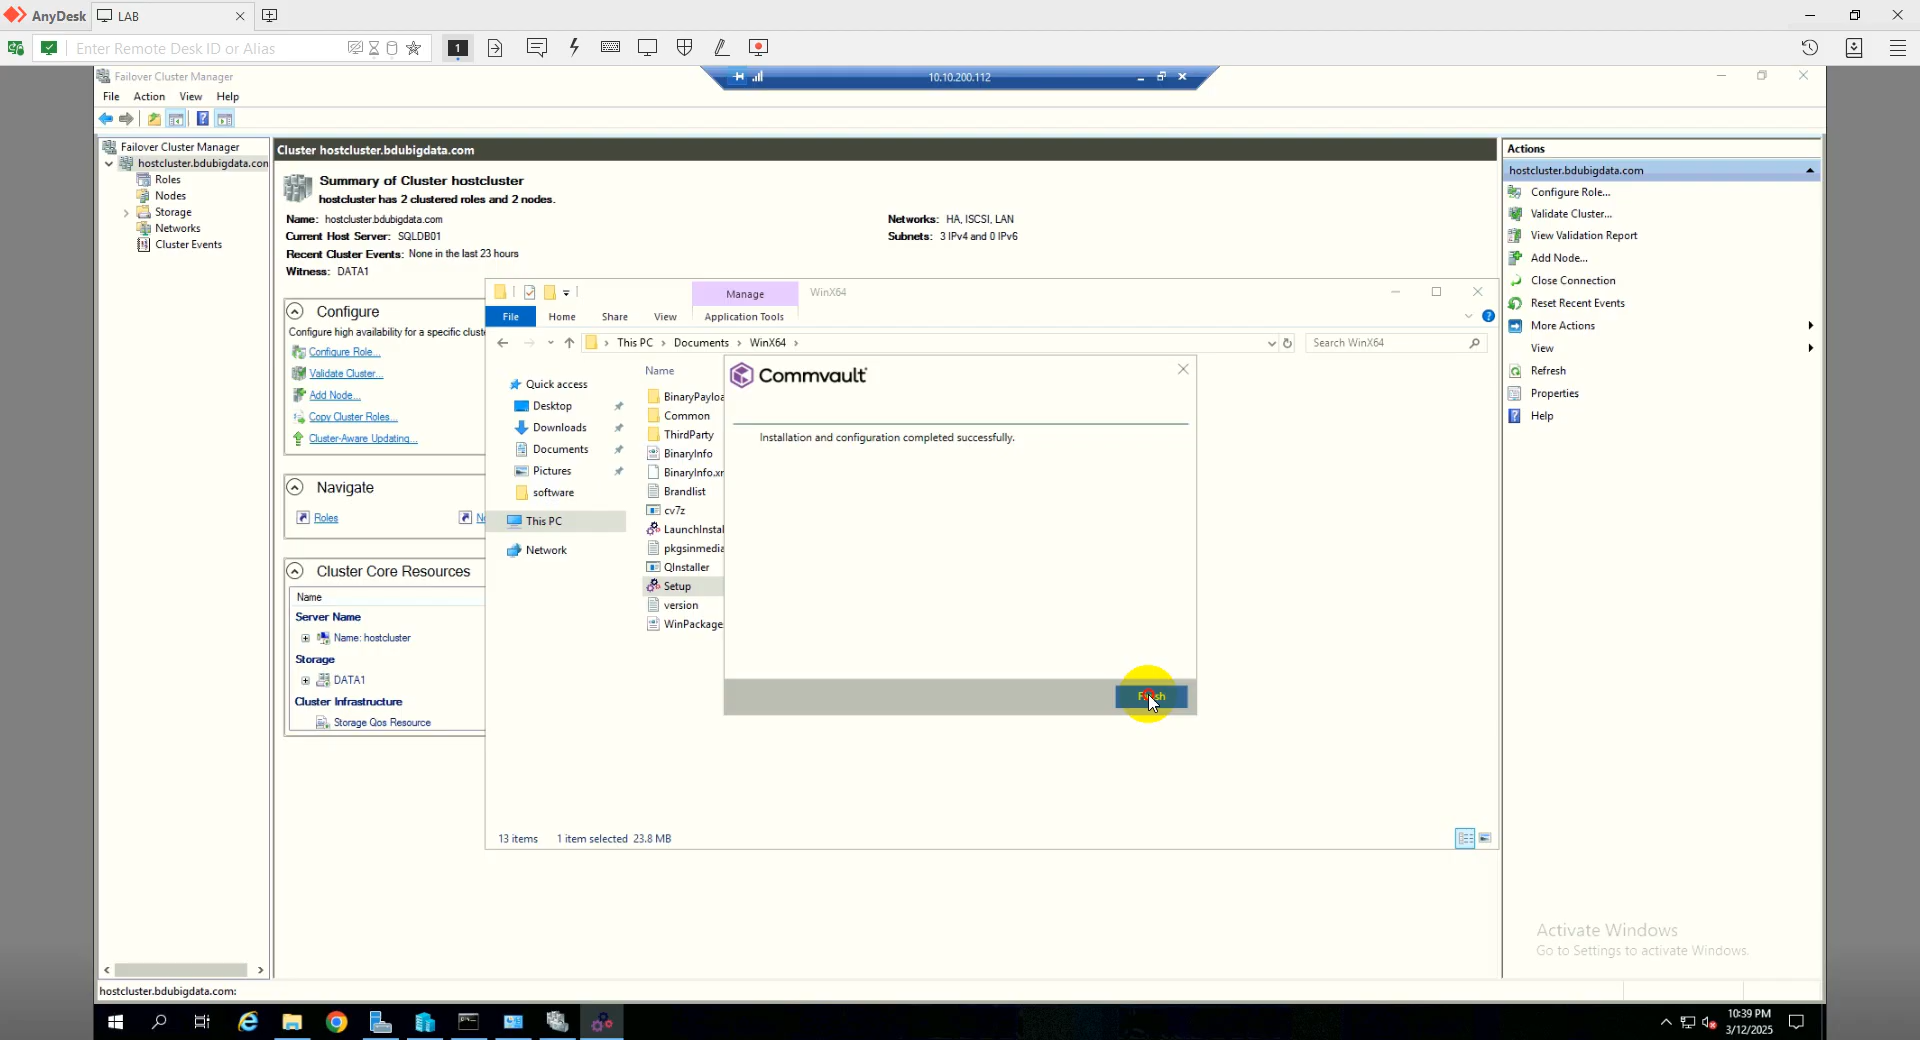 AnyDesk
LAB
Enter Remote Desk ID or Alias
1
Failover Cluster Manager
10.10.200.112
File Action View Help
Failover Cluster Manager
hostcluster.bdubigdata.con
Roles
Nodes
Storage
Networks
Cluster Events
Cluster hostcluster.bdubigdata.com
Summary of Cluster hostcluster
hostcluster has 2 clustered roles and 2 nodes.
Name: hostcluster.bdubigdata.com
Networks: HA, ISCSI, LAN
Current Host Server: SQLDB01
Subnets: 3 IPv4 and 0 IPv6
Recent Cluster Events: None in the last 23 hours
Witness: DATA1
Configure
Configure high availability for a specific cluste
Configure Role...
Validate Cluster...
Add Node...
Copy Cluster Roles...
Cluster-Aware Updating...
Navigate
Roles
Cluster Core Resources
Name
Server Name
Name: hostcluster
Storage
DATA1
Cluster Infrastructure
Storage Qos Resource
Manage
WinX64
File
Home
Share
View
Application Tools
This PC > Documents > WinX64 >
Search WinX64
Quick access
Desktop
Downloads
Documents
Pictures
software
This PC
Network
Name
BinaryPayloa
Common
ThirdParty
BinaryInfo
BinaryInfo.xr
Brandlist
cv7z
LaunchInstal
pkgsinmedia
QInstaller
Setup
version
WinPackage
13 items 1 item selected 23.8 MB
Commvault
Installation and configuration completed successfully.
Actions
hostcluster.bdubigdata.com
Configure Role...
Validate Cluster...
View Validation Report
Add Node...
Close Connection
Reset Recent Events
More Actions
View
Refresh
Properties
Help
Activate Windows
Go to Settings to activate Windows.
hostcluster.bdubigdata.com:
10:39 PM
3/12/2025